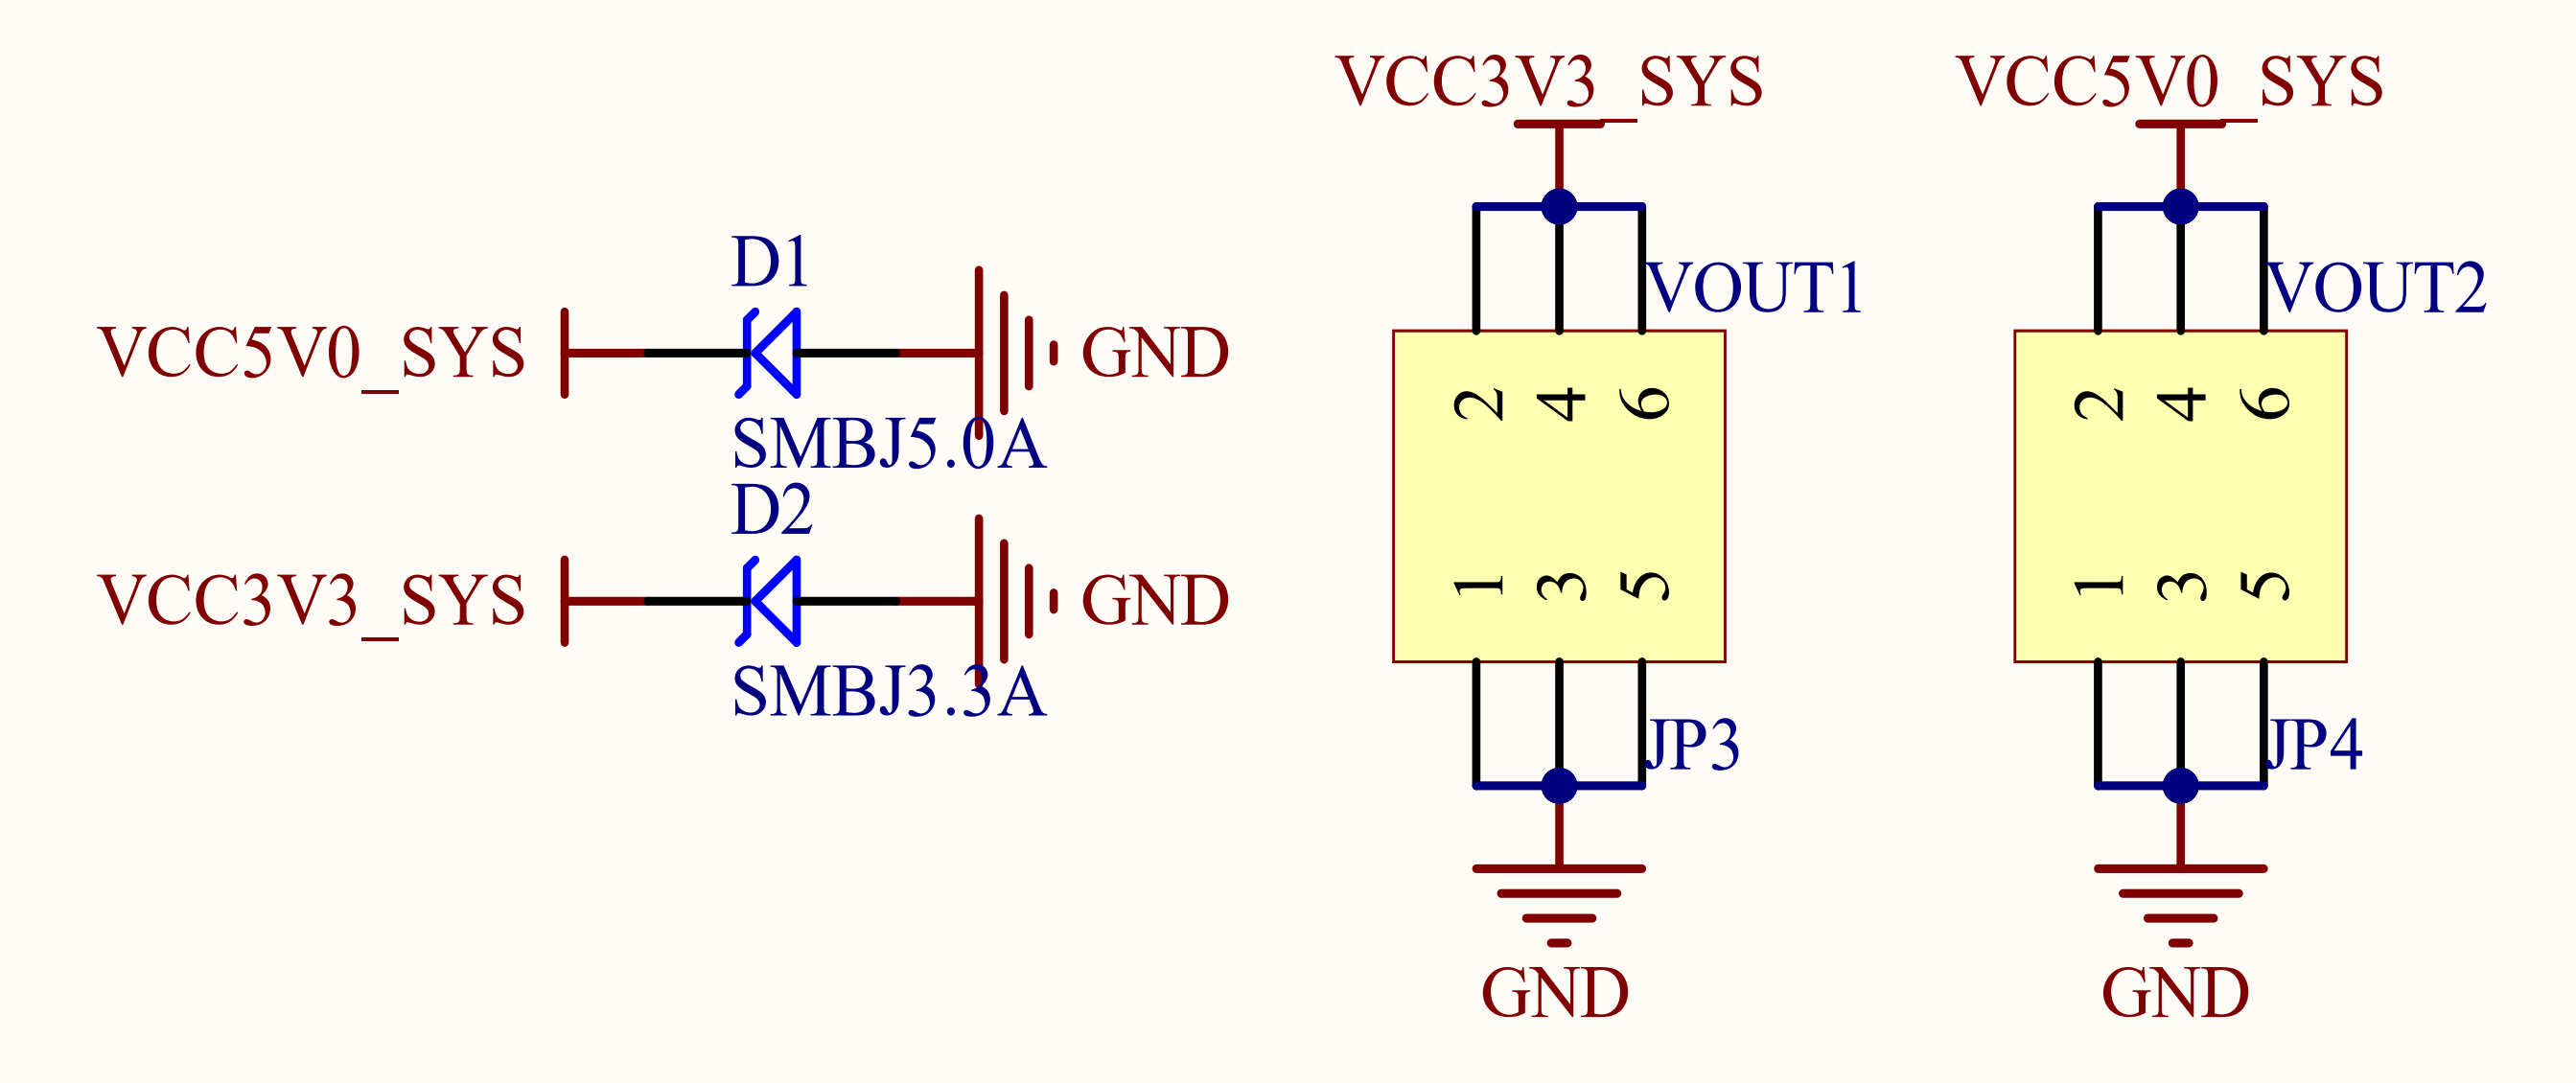 VCC3V3_SYS
VCC5V0_SYS
D1
VOUT1
VOUT2
VCC5V0_SYS
GND
2 4 6
2 4 6
SMBJ5.0A
D2
VCC3V3_SYS
GND
1 3 5
1 3 5
SMBJ3.3A
JP3
JP4
GND
GND